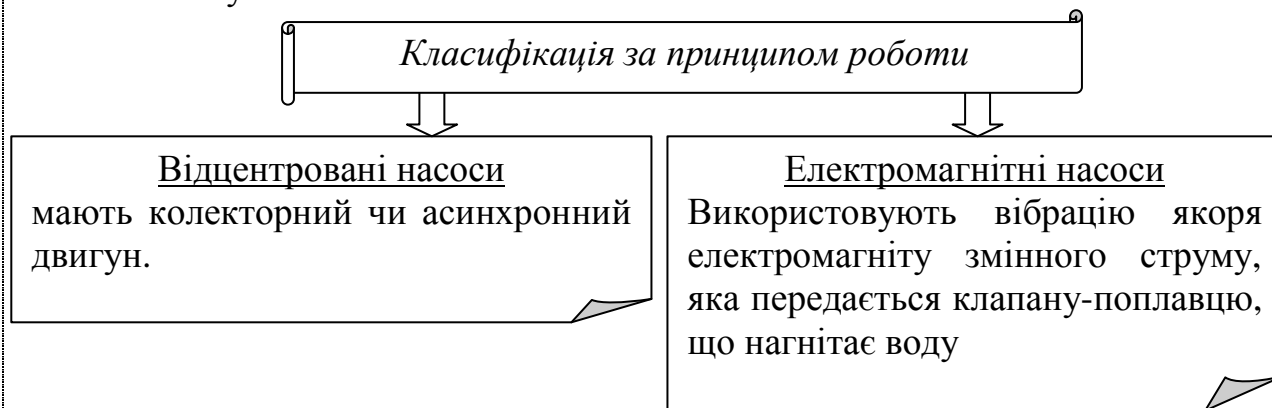 Класифікація за принципом роботи
Відцентровані насоси
мають колекторний чи асинхронний
двигун.
Електромагнітні насоси
Використовують вібрацію якоря
електромагніту змінного струму,
яка передається клапану-поплавцю,
що нагнітає воду